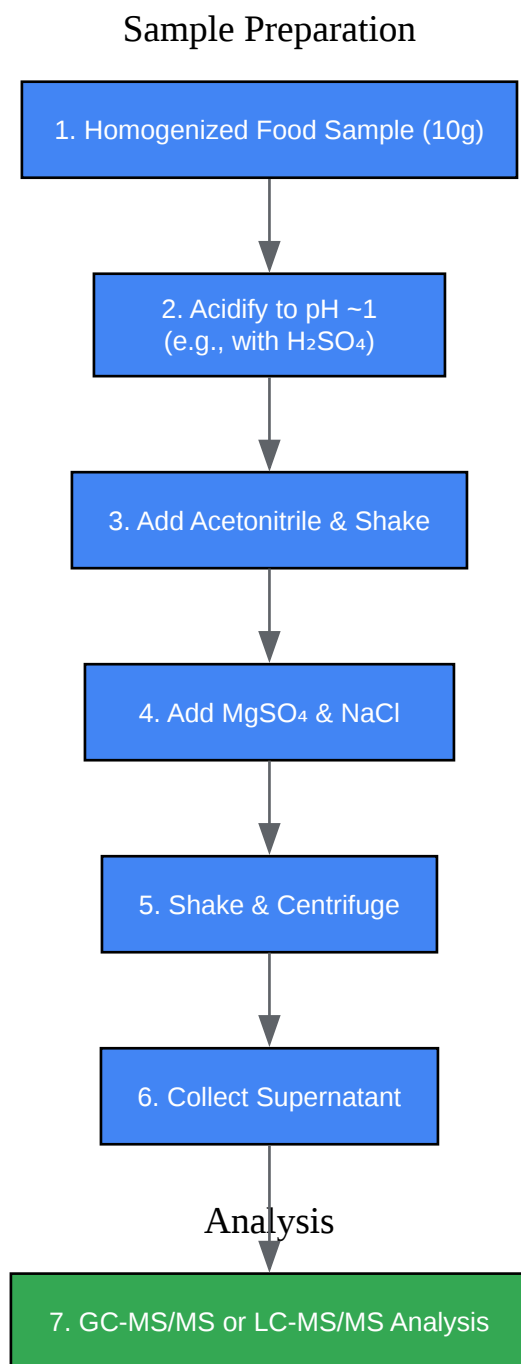 Sample Preparation
1. Homogenized Food Sample (10g)
2. Acidify to pH ~1
(e.g., with H₂SO₄)
3. Add Acetonitrile & Shake
4. Add MgSO₄ & NaCl
5. Shake & Centrifuge
6. Collect Supernatant
Analysis
7. GC-MS/MS or LC-MS/MS Analysis